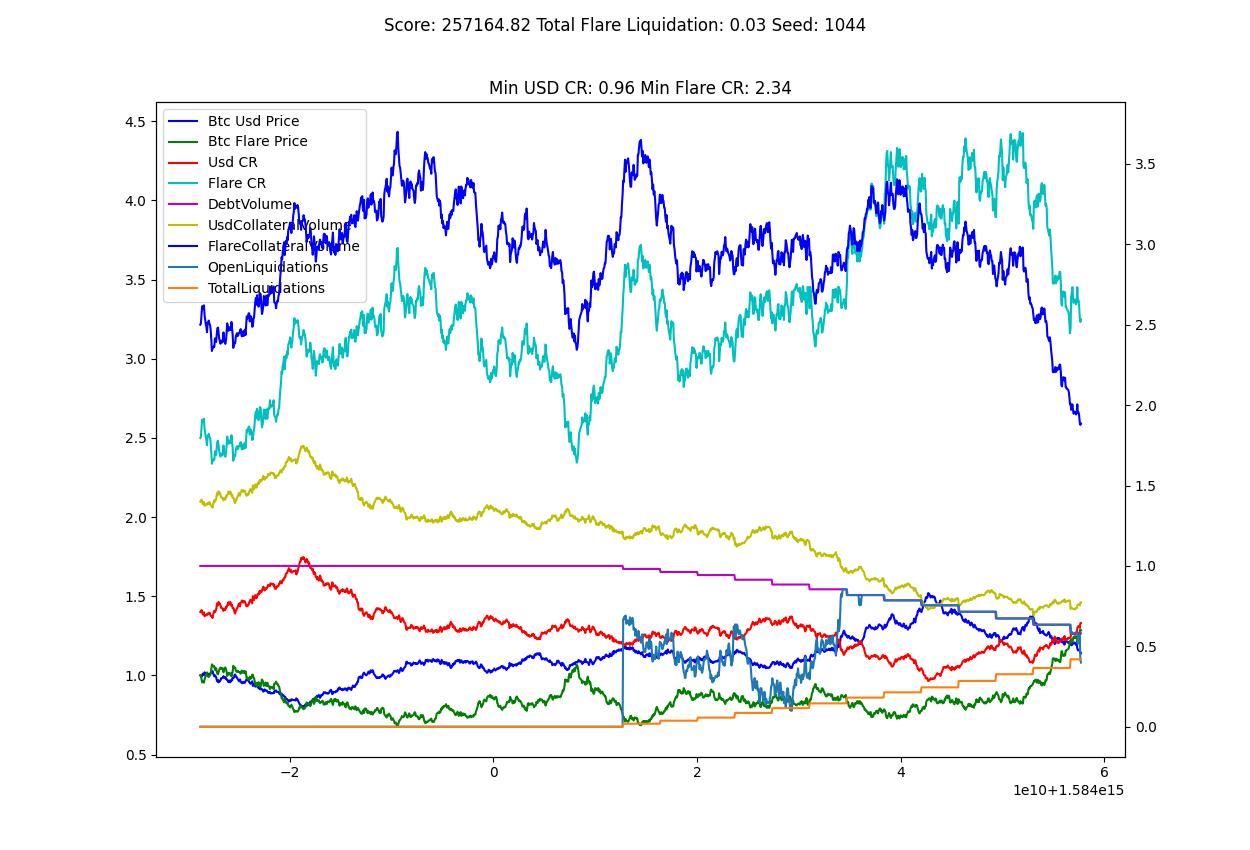 Score: 257164.82 Total Flare Liquidation: 0.03 Seed: 1044
Min USD CR: 0.96 Min Flare CR: 2.34
Btc Usd Price
Btc Flare Price
Usd CR
Flare CR
DebtVolume
UsdCollateralVolume
FlareCollateralVolume
OpenLiquidations
TotalLiquidations
4.5
4.0
3.5
3.0
2.5
2.0
1.5
1.0
0.5
3.5
3.0
2.5
2.0
1.5
1.0
0.5
0.0
−2
0
2
4
6
1e10+1.584e15